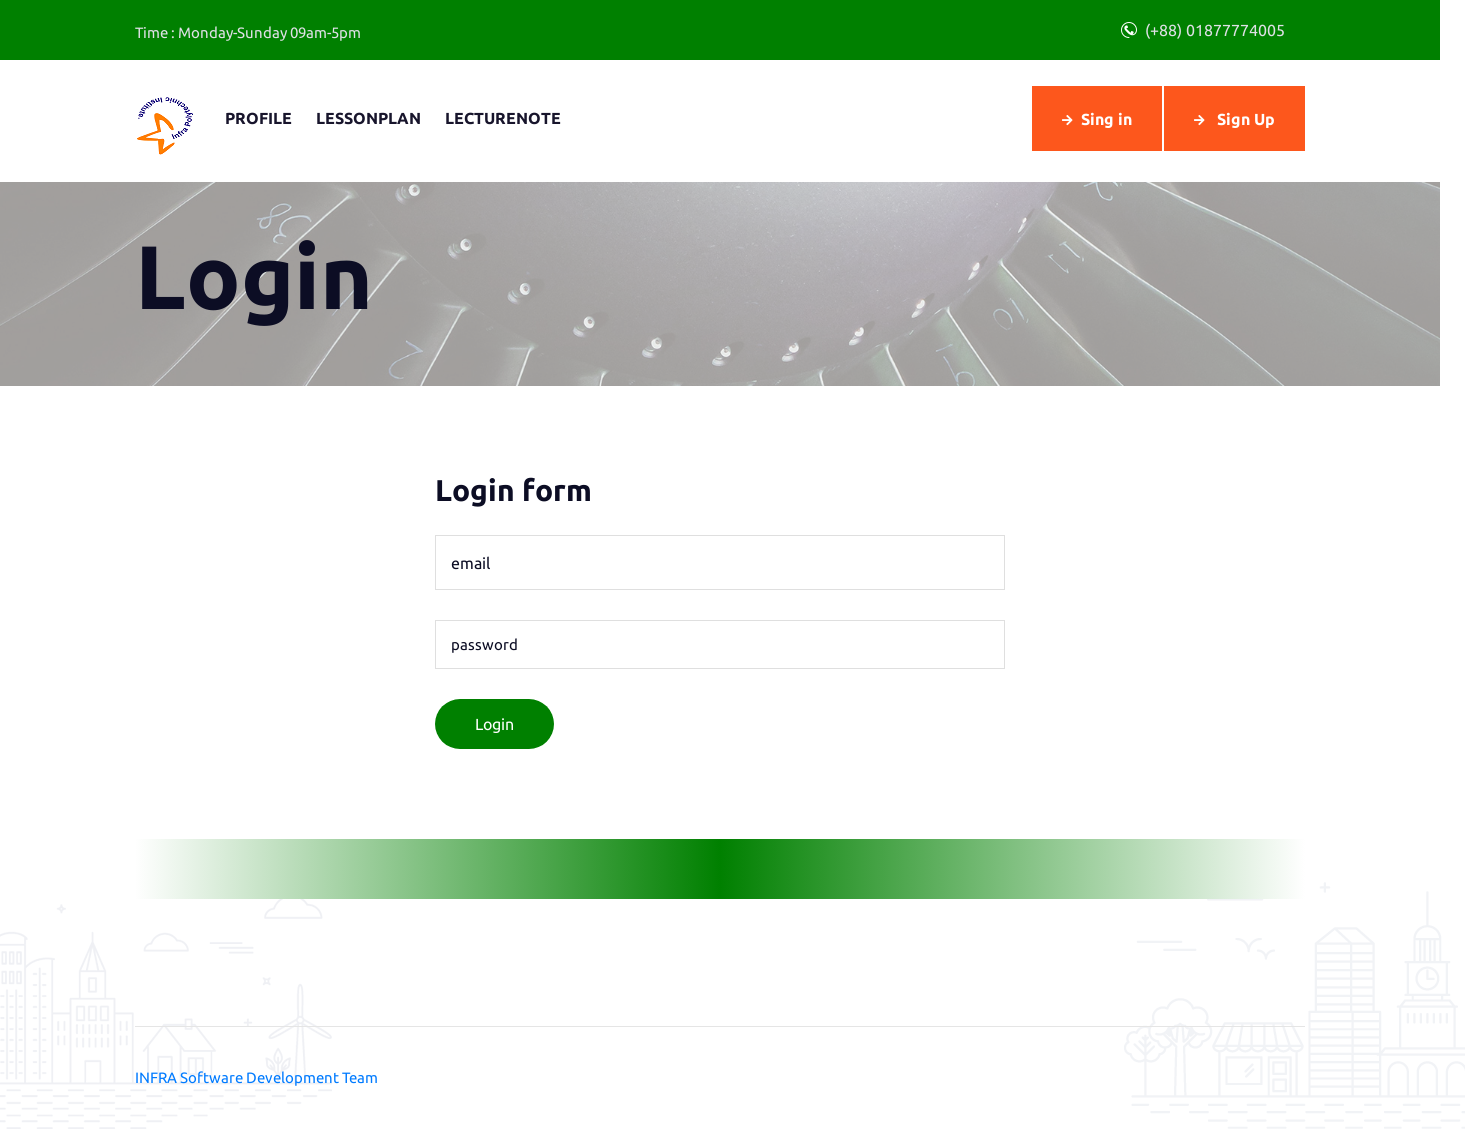 Time : Monday-Sunday 09am-5pm
(+88) 01877774005
Infra Polytechnic Institute.
PROFILE LESSONPLAN LECTURENOTE
Sing in
Sign Up
Login
Login form
email
password
Login
INFRA Software Development Team